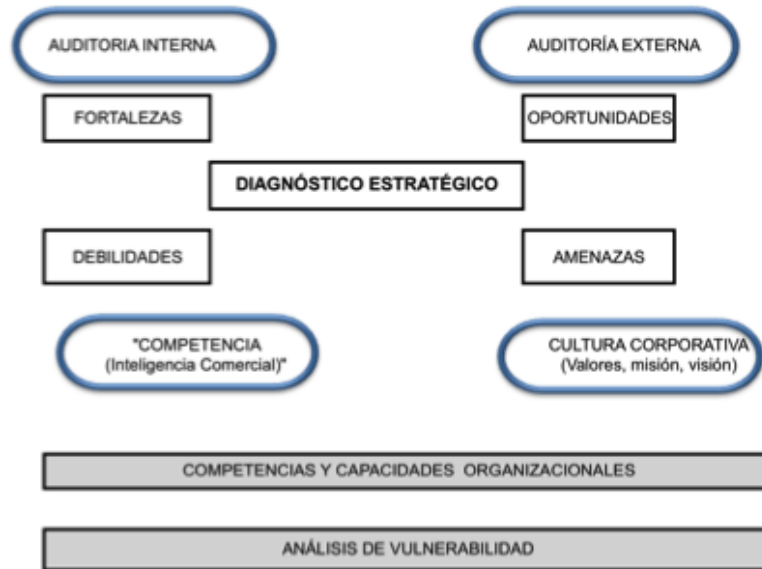 AUDITORIA INTERNA
AUDITORÍA EXTERNA
FORTALEZAS
OPORTUNIDADES
DIAGNÓSTICO ESTRATÉGICO
DEBILIDADES
AMENAZAS
"COMPETENCIA
(Inteligencia Comercial)"
CULTURA CORPORATIVA
(Valores, misión, visión)
COMPETENCIAS Y CAPACIDADES ORGANIZACIONALES
ANÁLISIS DE VULNERABILIDAD